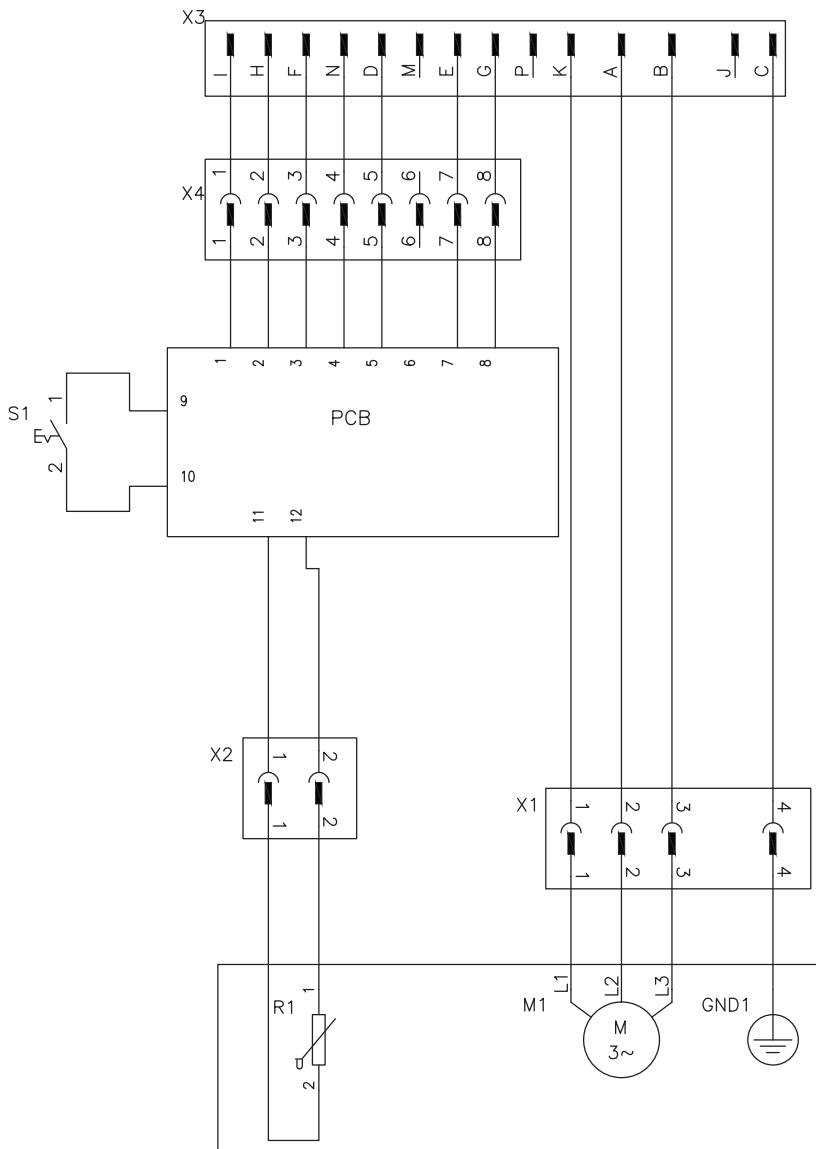 X3
I H F N D M E G P K A B J C
1 2 3 4 5 6 7 8
X4
1 2 3 4 5 6 7 8
1 2 3 4 5 6 7 8
1
9
S1
PCB
2
10
11 12
X2
1 2
1 2
X1
1 2 3 4
1 2 3 4
L1 L2 L3
1
R1
M1
GND1
M
3~
U
2